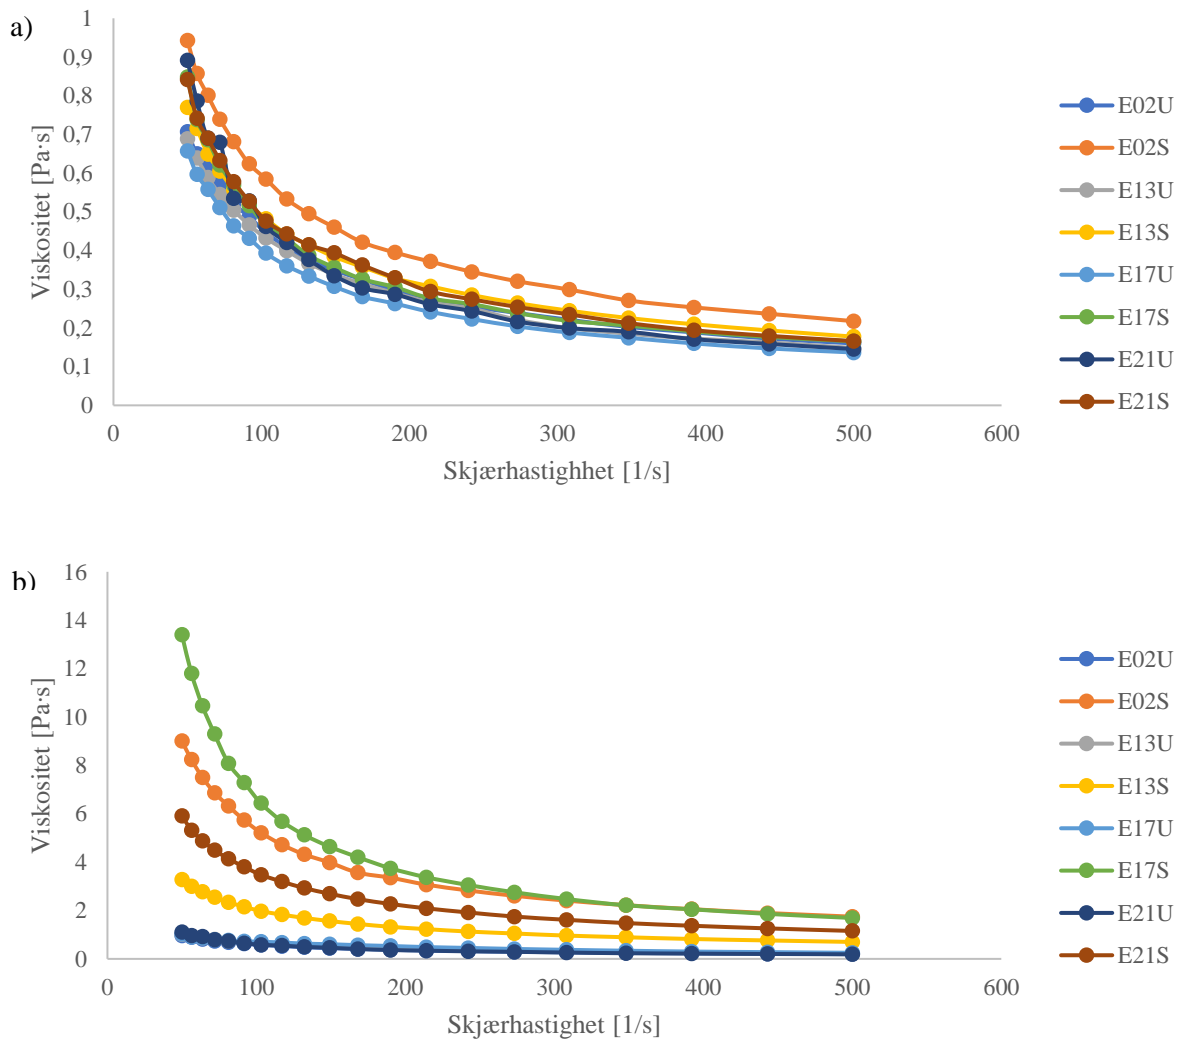 a)
1
0,9
0,8
0,7
0,6
0,5
0,4
0,3
0,2
0,1
0
Viskositet [Pa·s]
0 100 200 300 400 500 600
Skjærhastighhet [1/s]
E02U
E02S
E13U
E13S
E17U
E17S
E21U
E21S
b)
16
14
12
10
8
6
4
2
0
Viskositet [Pa·s]
0 100 200 300 400 500 600
Skjærhastighet [1/s]
E02U
E02S
E13U
E13S
E17U
E17S
E21U
E21S